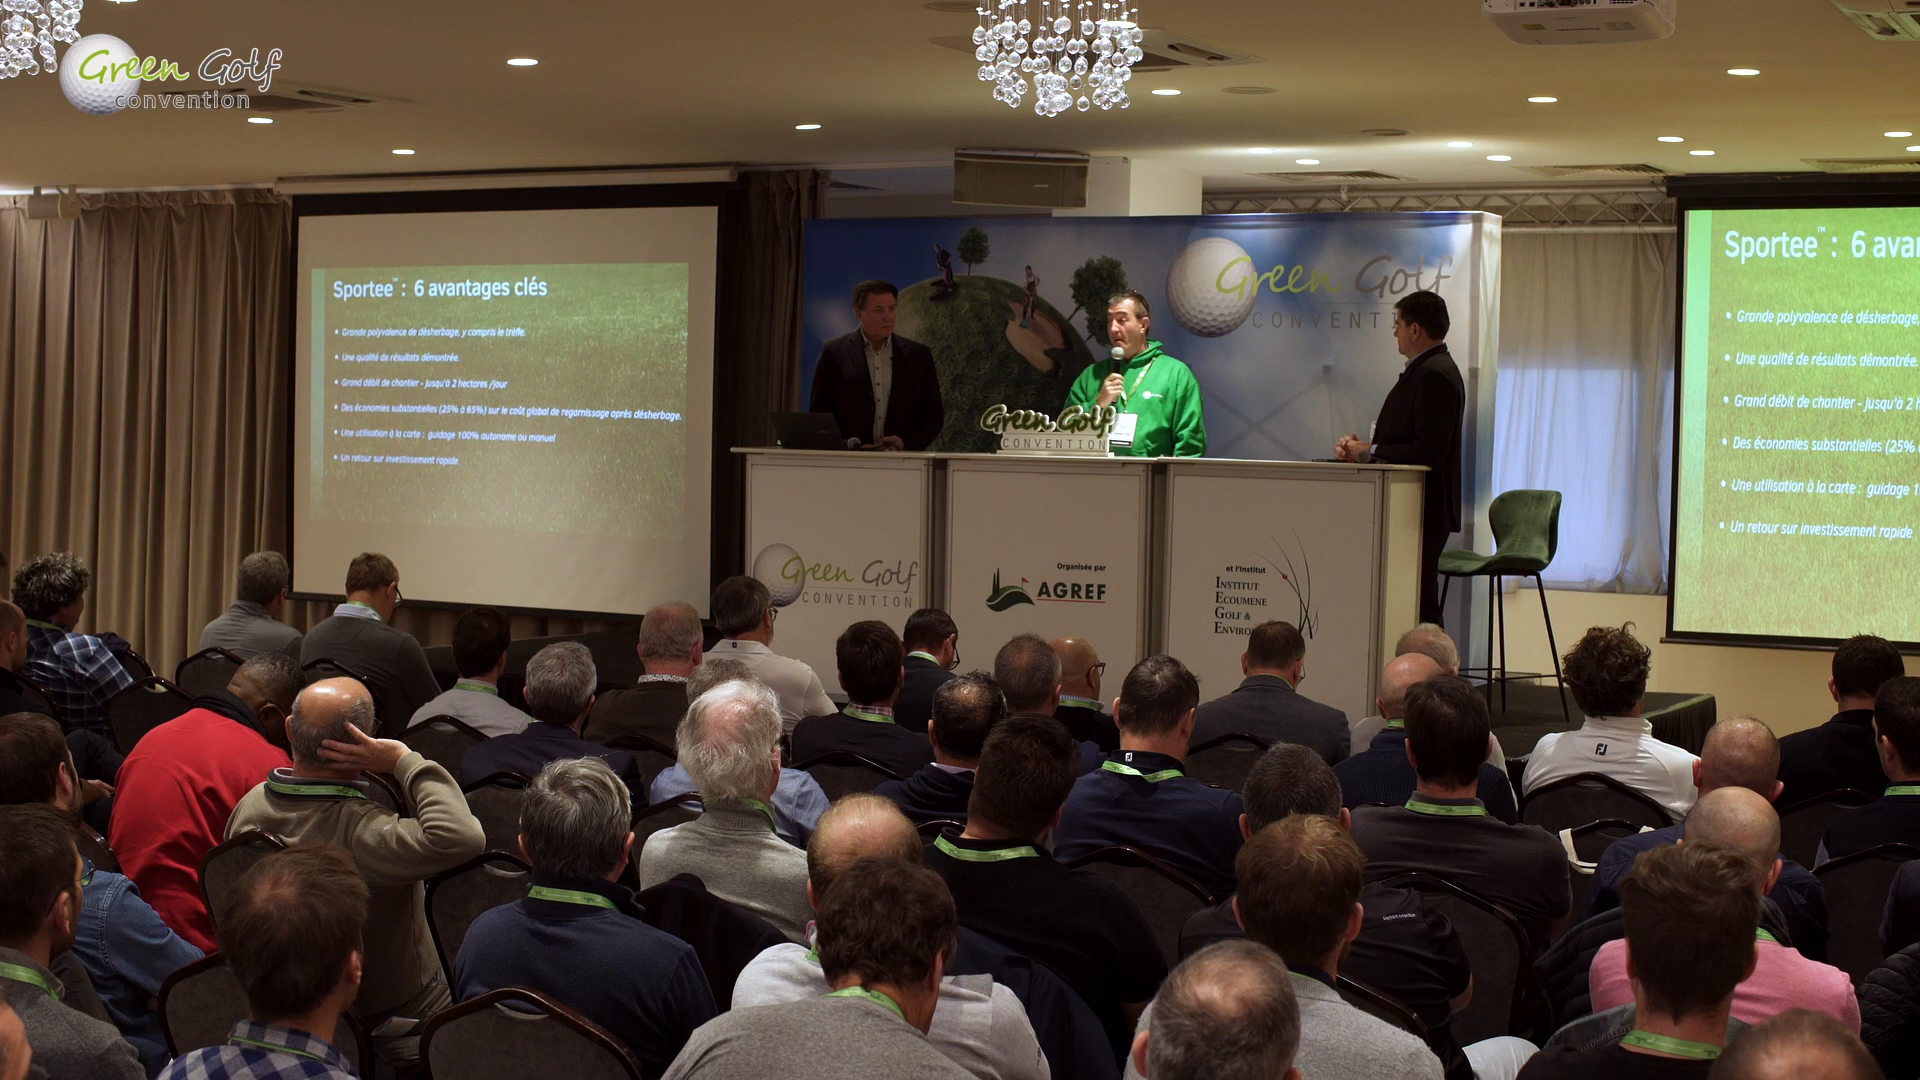 Green Golf
convention
Sportee™ : 6 avantages clés
• Grande polyvalence de désherbage, y compris le trèfle.
• Une qualité de résultats démontrée.
• Grand débit de chantier - jusqu'à 2 hectares /jour
• Des économies substantielles (25% à 65%) sur le coût global de regarnissage après désherbage.
• Une utilisation à la carte : guidage 100% autonome ou manuel
• Un retour sur investissement rapide
Green Golf
CONVENTI
Green Golf
CONVENTION
Green Golf
CONVENTION
Organisée par
AGREF
et l'Institut
INSTITUT
ECOUMENE
GOLF &
ENVIRO
Sportee™ : 6 avan
• Grande polyvalence de désherbage,
• Une qualité de résultats démontrée.
• Grand débit de chantier - jusqu'à 2 h
• Des économies substantielles (25%
• Une utilisation à la carte : guidage 1
• Un retour sur investissement rapide
FJ